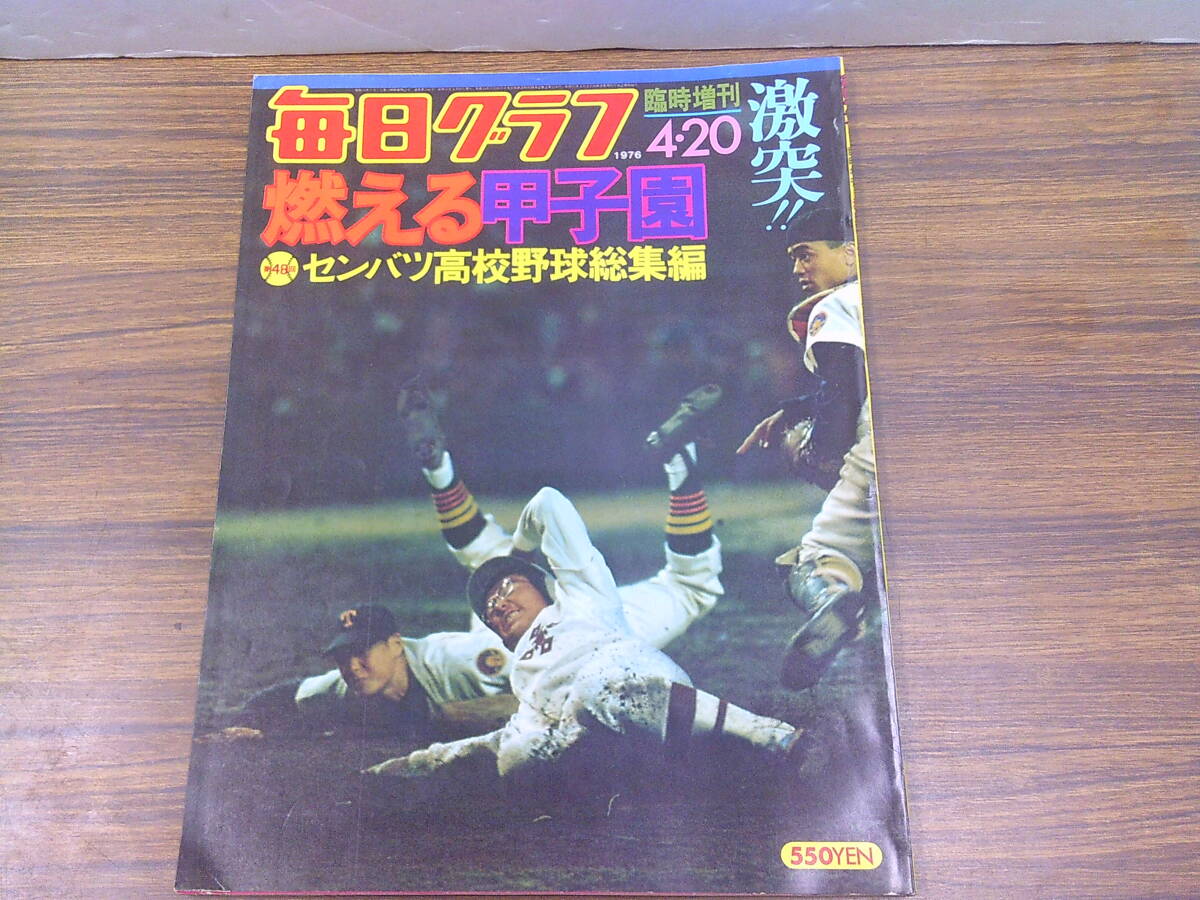 毎日グラフ
臨時増刊
1976
4·20
激突!!
燃える甲子園
第48回
センバツ高校野球総集編
T
550YEN